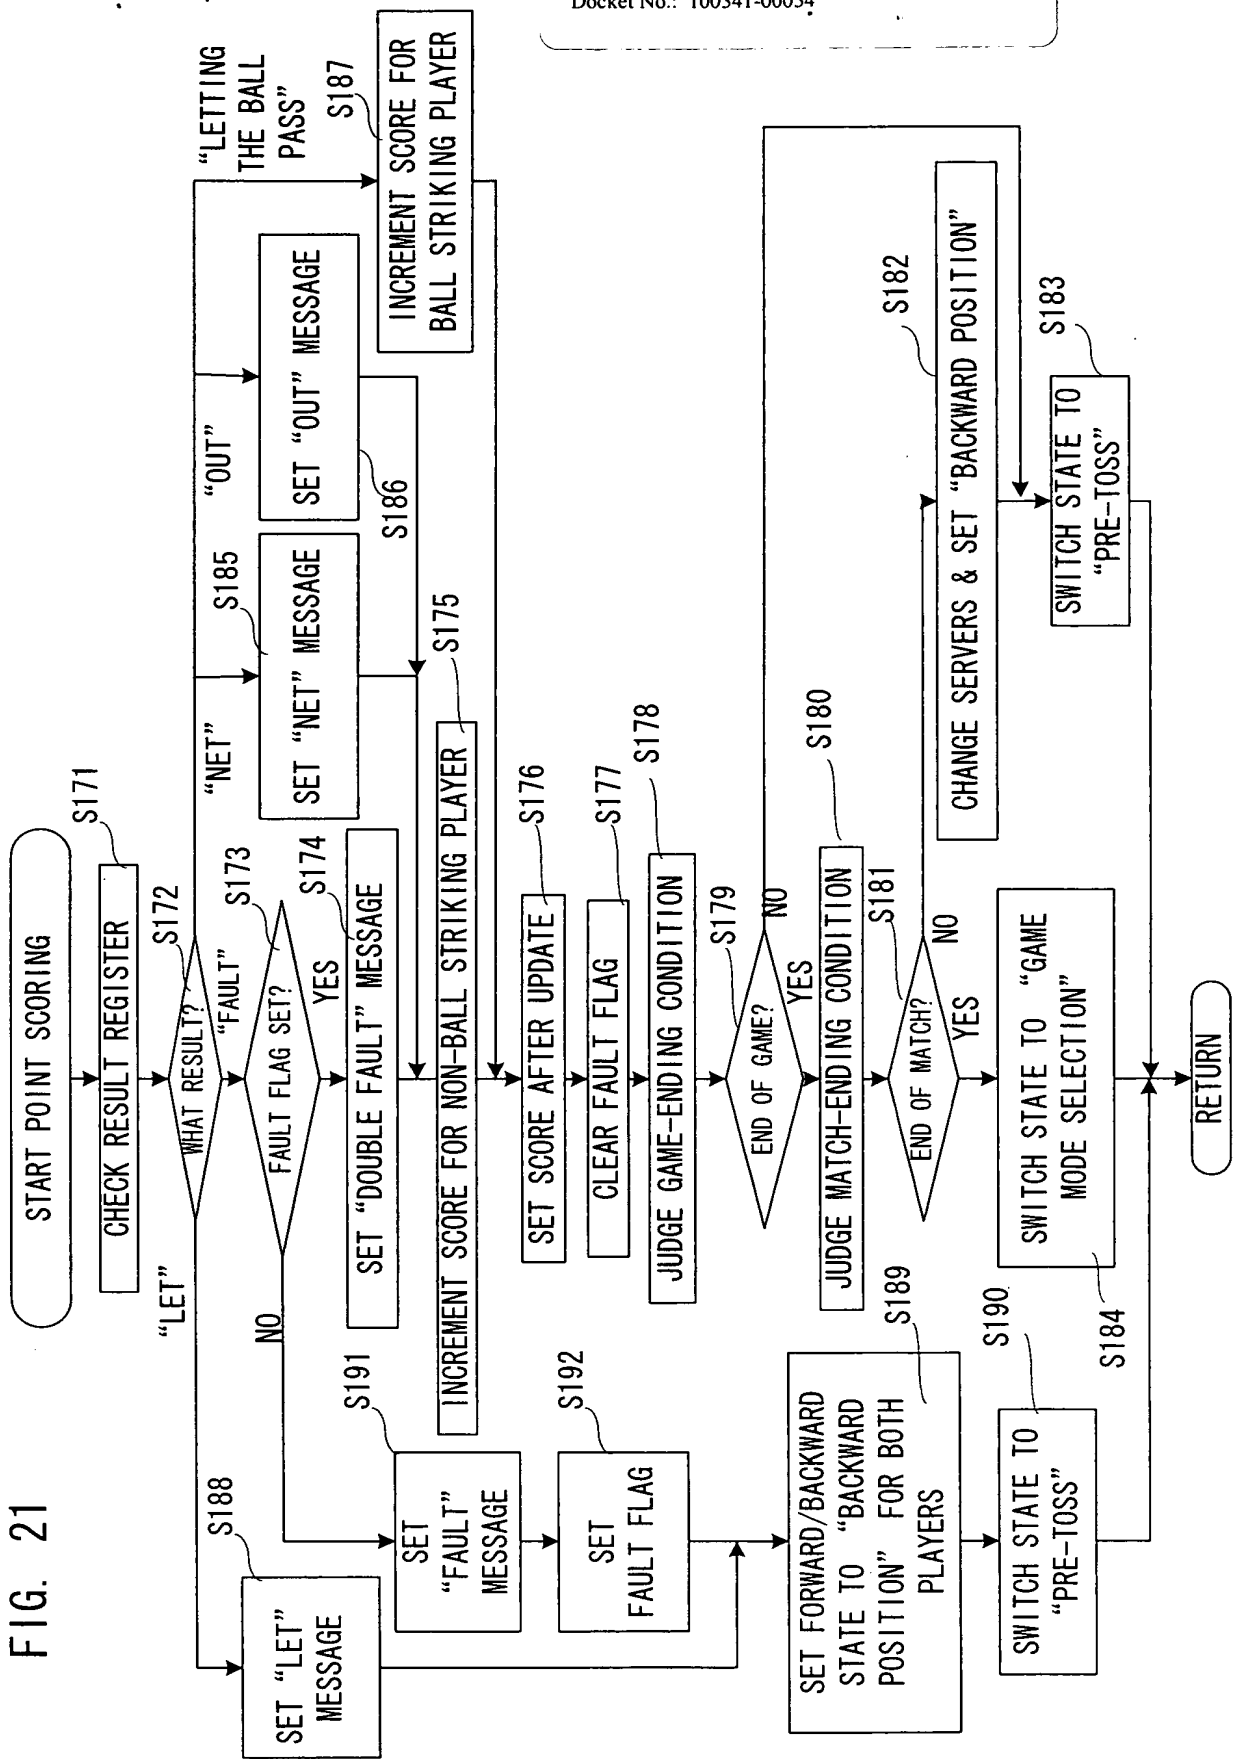 Docket No.: 100341-00034
FIG. 21
START POINT SCORING
CHECK RESULT REGISTER
S171
WHAT RESULT?
S172
"LET"
"FAULT"
"NET"
"OUT"
"LETTING
THE BALL
PASS"
FAULT FLAG SET?
S173
NO
YES
SET "DOUBLE FAULT" MESSAGE
S174
SET "NET" MESSAGE
S185
SET "OUT" MESSAGE
S186
INCREMENT SCORE FOR
BALL STRIKING PLAYER
S187
INCREMENT SCORE FOR NON-BALL STRIKING PLAYER
S175
SET SCORE AFTER UPDATE
S176
CLEAR FAULT FLAG
S177
JUDGE GAME-ENDING CONDITION
S178
END OF GAME?
S179
NO
YES
JUDGE MATCH-ENDING CONDITION
S180
END OF MATCH?
S181
NO
YES
CHANGE SERVERS & SET "BACKWARD POSITION"
S182
SWITCH STATE TO
"PRE-TOSS"
S183
SWITCH STATE TO "GAME
MODE SELECTION"
S184
SET "LET"
MESSAGE
S188
SET
"FAULT"
MESSAGE
S191
SET
FAULT FLAG
S192
SET FORWARD/BACKWARD
STATE TO "BACKWARD
POSITION" FOR BOTH
PLAYERS
S189
SWITCH STATE TO
"PRE-TOSS"
S190
RETURN